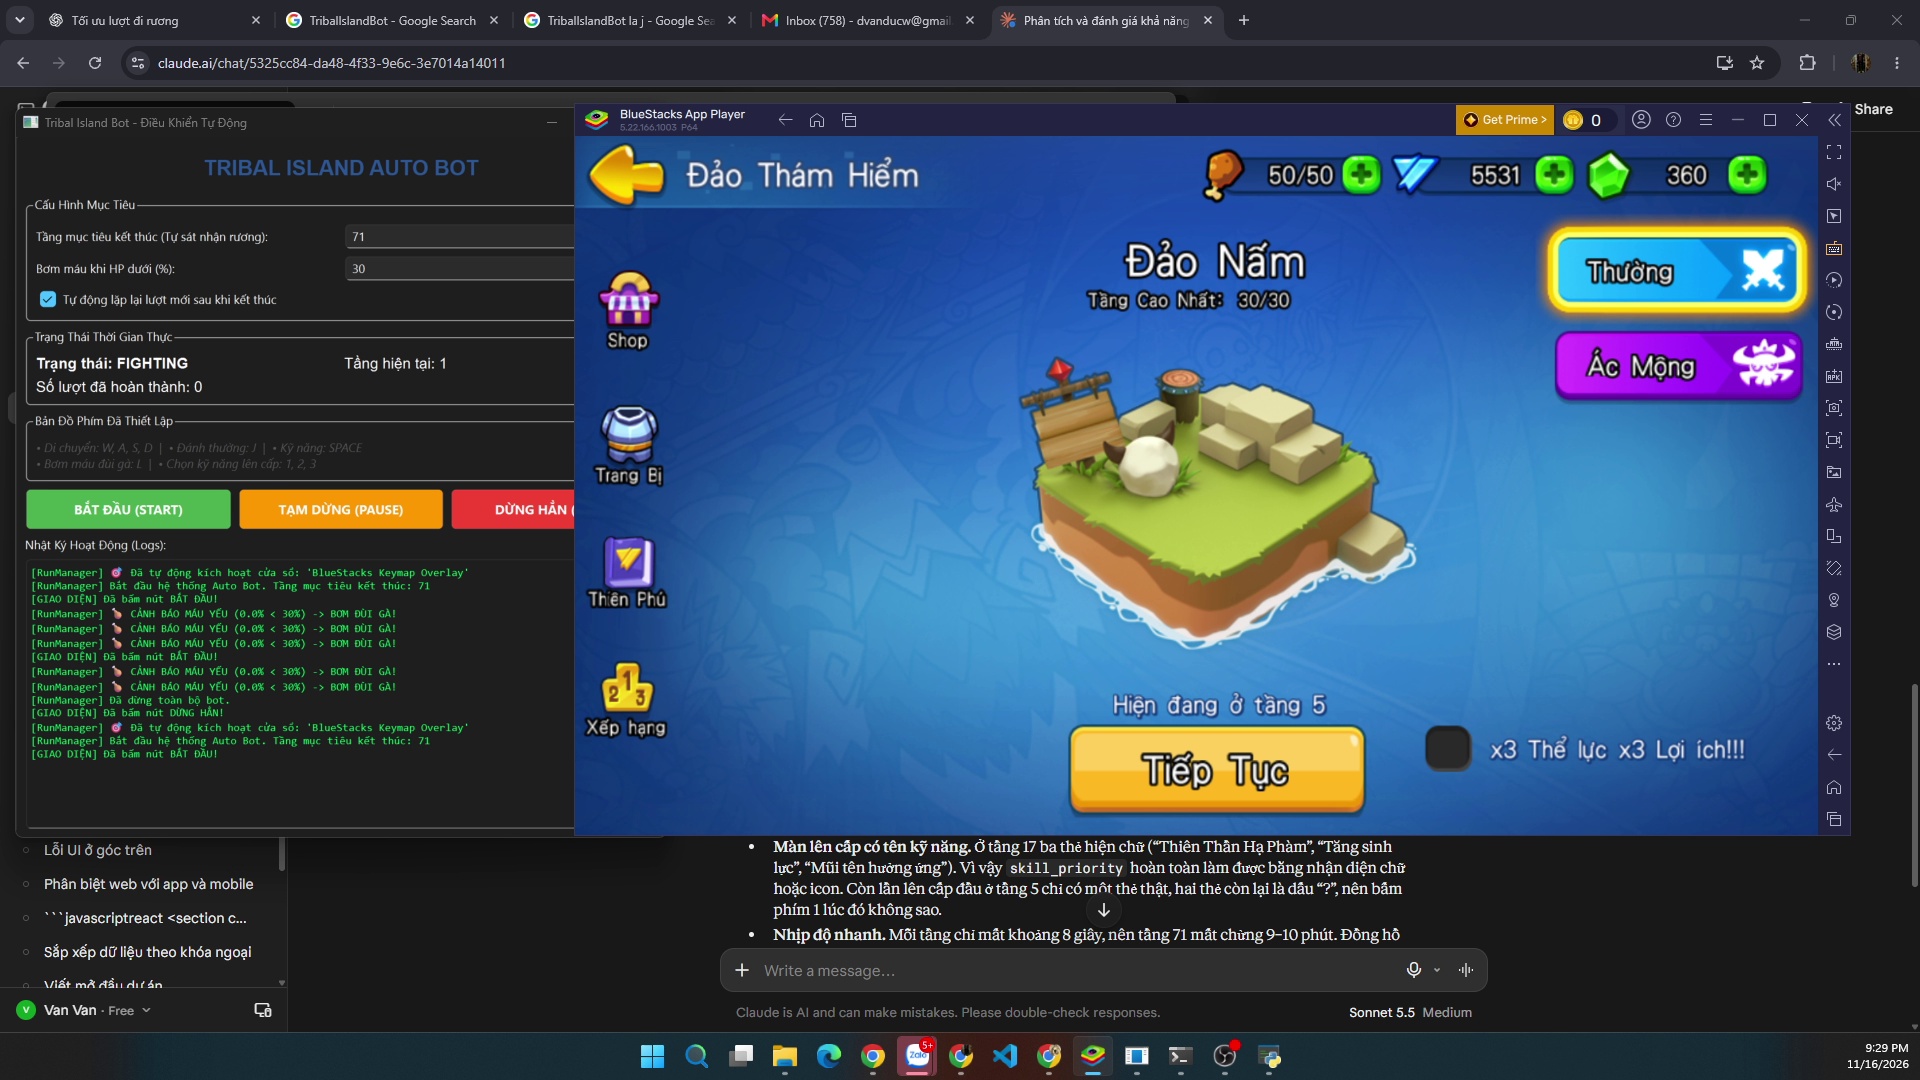 Tối ưu lượt đi rương
TribalIslandBot - Google Search
TribalIslandBot la j - Google Sea
Inbox (758) - dvanducw@gmail
Phân tích và đánh giá khả năng
claude.ai/chat/5325cc84-da48-4f33-9e6c-3e7014a14011
Share
Tribal Island Bot - Điều Khiển Tự Động
TRIBAL ISLAND AUTO BOT
Cấu Hình Mục Tiêu
Tầng mục tiêu kết thúc (Tự sát nhận rương):
71
Bơm máu khi HP dưới (%):
30
Tự động lặp lại lượt mới sau khi kết thúc
Trạng Thái Thời Gian Thực
Trạng thái: FIGHTING
Tầng hiện tại: 1
Số lượt đã hoàn thành: 0
Bản Đồ Phím Đã Thiết Lập
• Di chuyển: W, A, S, D | • Đánh thường: J | • Kỹ năng: SPACE
• Bơm máu đùi gà: L | • Chọn kỹ năng lên cấp: 1, 2, 3
BẮT ĐẦU (START)
TẠM DỪNG (PAUSE)
DỪNG HẲN (
Nhật Ký Hoạt Động (Logs):
[RunManager] 🎯 Đã tự động kích hoạt cửa sổ: 'BlueStacks Keymap Overlay'
[RunManager] Bắt đầu hệ thống Auto Bot. Tầng mục tiêu kết thúc: 71
[GIAO DIỆN] Đã bấm nút BẮT ĐẦU!
[RunManager] 🍗 CẢNH BÁO MÁU YẾU (0.0% < 30%) -> BƠM ĐÙI GÀ!
[RunManager] 🍗 CẢNH BÁO MÁU YẾU (0.0% < 30%) -> BƠM ĐÙI GÀ!
[RunManager] 🍗 CẢNH BÁO MÁU YẾU (0.0% < 30%) -> BƠM ĐÙI GÀ!
[GIAO DIỆN] Đã bấm nút BẮT ĐẦU!
[RunManager] 🍗 CẢNH BÁO MÁU YẾU (0.0% < 30%) -> BƠM ĐÙI GÀ!
[RunManager] 🍗 CẢNH BÁO MÁU YẾU (0.0% < 30%) -> BƠM ĐÙI GÀ!
[RunManager] Đã dừng toàn bộ bot.
[GIAO DIỆN] Đã bấm nút DỪNG HẲN!
[RunManager] 🎯 Đã tự động kích hoạt cửa sổ: 'BlueStacks Keymap Overlay'
[RunManager] Bắt đầu hệ thống Auto Bot. Tầng mục tiêu kết thúc: 71
[GIAO DIỆN] Đã bấm nút BẮT ĐẦU!
BlueStacks App Player
5.22.166.1003 P64
Get Prime >
0
Đảo Thám Hiểm
50/50
5531
360
Đảo Nấm
Tầng Cao Nhất: 30/30
Thường
Ác Mộng
Shop
Trang Bị
Thiên Phú
Xếp hạng
Hiện đang ở tầng 5
Tiếp Tục
x3 Thể lực x3 Lợi ích!!!
Lỗi UI ở góc trên
Phân biệt web với app và mobile
```javascriptreact <section c...
Sắp xếp dữ liệu theo khóa ngoại
Viết mở đầu dự án
Van Van · Free
• Màn lên cấp có tên kỹ năng. Ở tầng 17 ba thẻ hiện chữ (“Thiên Thần Hạ Phàm”, “Tăng sinh
lực”, “Mũi tên hưởng ứng”). Vì vậy skill_priority hoàn toàn làm được bằng nhận diện chữ
hoặc icon. Còn lần lên cấp đầu ở tầng 5 chỉ có một thẻ thật, hai thẻ còn lại là dấu “?”, nên bấm
phím 1 lúc đó không sao.
• Nhịp độ nhanh. Mỗi tầng chỉ mất khoảng 8 giây, nên tầng 71 mất chừng 9–10 phút. Đồng hồ
Write a message...
Claude is AI and can make mistakes. Please double-check responses.
Sonnet 5.5 Medium
Zalo
5+
9:29 PM
11/16/2026